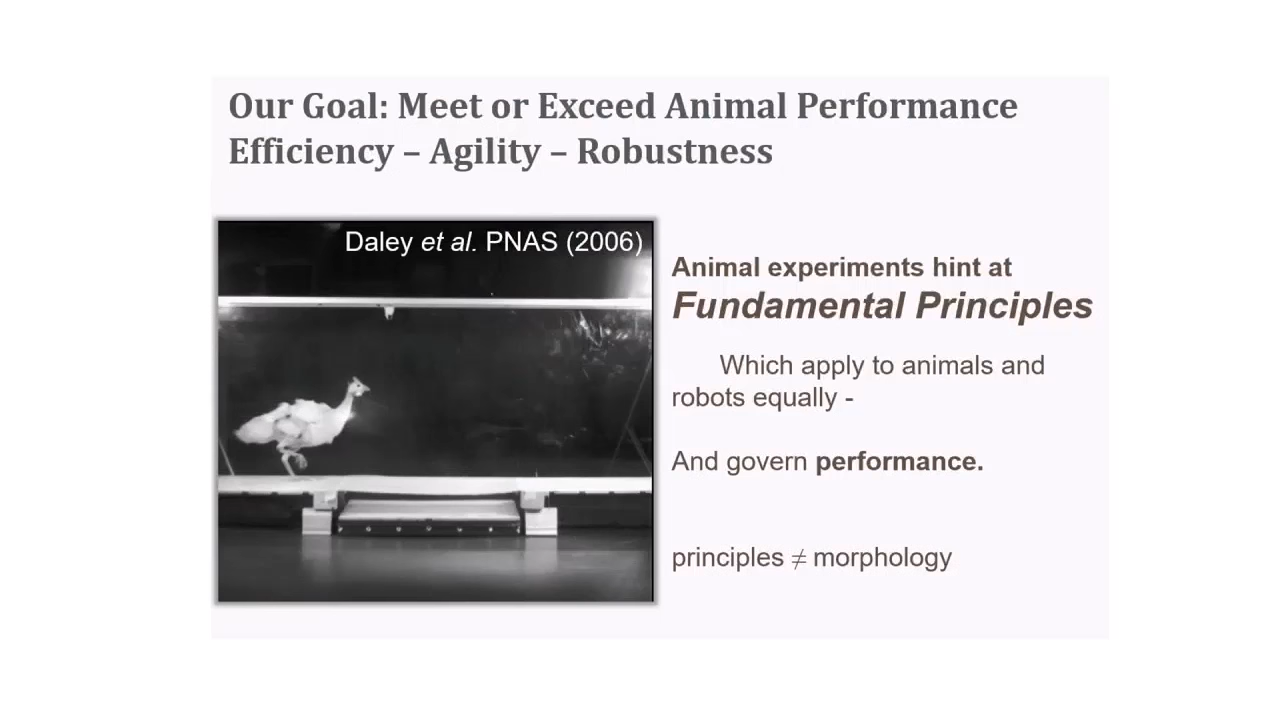 Our Goal: Meet or Exceed Animal Performance
Efficiency – Agility – Robustness
Daley et al. PNAS (2006)
Animal experiments hint at
Fundamental Principles
Which apply to animals and
robots equally -
And govern performance.
principles ≠ morphology